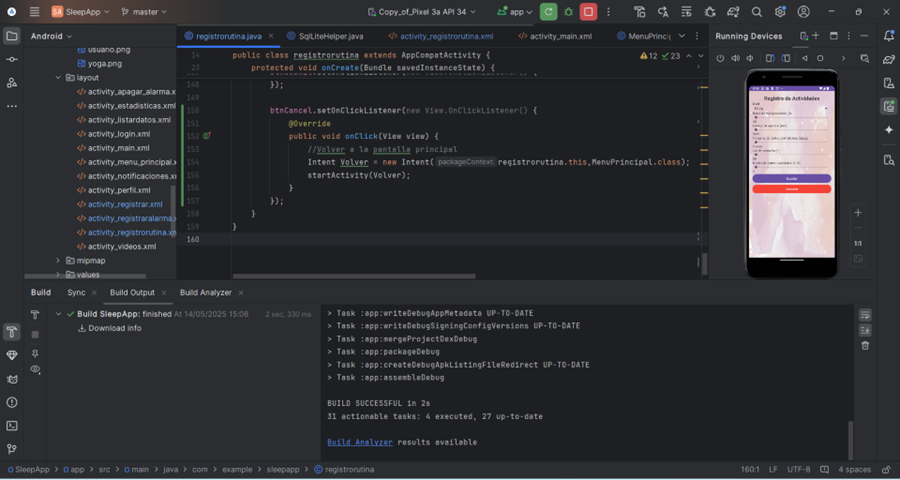 SleepApp master Copy_of_Pixel 3a API 34 app
Android registrorutina.java SqlLiteHelper.java activity_registrorutina.xml activity_main.xml MenuPrincip Running Devices
usuario.png
yoga.png
layout
activity_apagar_alarma.x
activity_estadisticas.xml
activity_listardatos.xml
activity_login.xml
activity_main.xml
activity_menu_principal.x
activity_notificaciones.x
activity_perfil.xml
activity_registrar.xml
activity_registraralarma
activity_registrorutina.xm
activity_videos.xml
mipmap
values
14 public class registrorutina extends AppCompatActivity {
protected void onCreate(Bundle savedInstanceState) {
12 23
148 });
150 btnCancel.setOnClickListener(new View.OnClickListener() {
151 @Override
152 public void onClick(View view) {
153 //Volver a la pantalla principal
154 Intent Volver = new Intent( packageContext: registrorutina.this,MenuPrincipal.class);
155 startActivity(Volver);
156 }
157 });
158 }
159 }
160
Registro de Actividades
1:1
Build Sync Build Output Build Analyzer
Build SleepApp: finished At 14/05/2025 15:08 2 sec, 330 ms
Download info
> Task :app:writeDebugAppMetadata UP-TO-DATE
> Task :app:writeDebugSigningConfigVersions UP-TO-DATE
> Task :app:mergeProjectDexDebug
> Task :app:packageDebug
> Task :app:createDebugApkListingFileRedirect UP-TO-DATE
> Task :app:assembleDebug
BUILD SUCCESSFUL in 2s
31 actionable tasks: 4 executed, 27 up-to-date
Build Analyzer results available
SleepApp > app > src > main > java > com > example > sleepapp > registrorutina 160:1 LF UTF-8 4 spaces